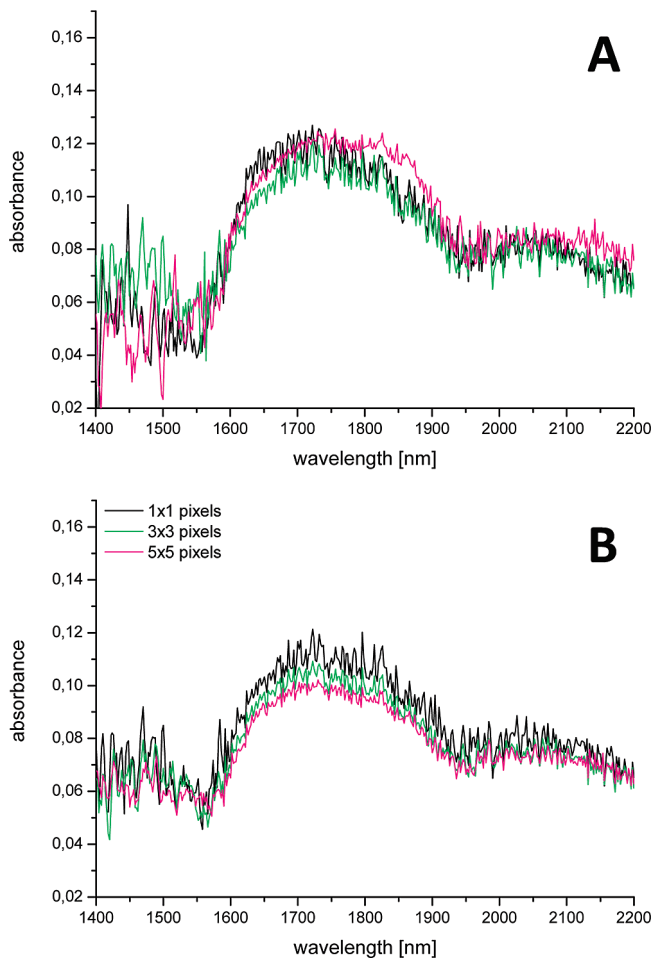 0,16
A
0,14
0,12
0,10
0,08
0,06
0,04
0,02
absorbance
1400 1500 1600 1700 1800 1900 2000 2100 2200
wavelength [nm]
0,16
1x1 pixels
3x3 pixels
5x5 pixels
B
0,14
0,12
0,10
0,08
0,06
0,04
0,02
absorbance
1400 1500 1600 1700 1800 1900 2000 2100 2200
wavelength [nm]